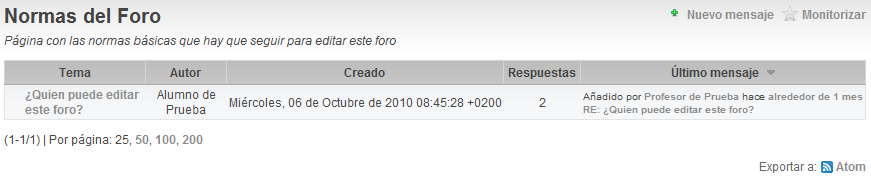 Normas del Foro
Nuevo mensaje Monitorizar
Página con las normas básicas que hay que seguir para editar este foro
Tema Autor Creado Respuestas Último mensaje
¿Quien puede editar este foro? Alumno de Prueba Miércoles, 06 de Octubre de 2010 08:45:28 +0200 2 Añadido por Profesor de Prueba hace alrededor de 1 mes
RE: ¿Quien puede editar este foro?
(1-1/1) | Por página: 25, 50, 100, 200
Exportar a: Atom